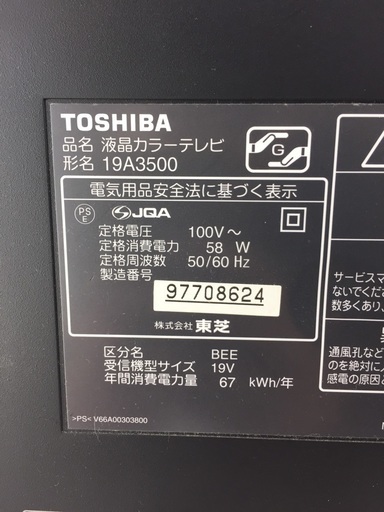 TOSHIBA
品名 液晶カラーテレビ
形名 19A3500
G
電気用品安全法に基づく表示
PS E JQA
定格電圧 100V～
定格消費電力 58 W
定格周波数 50/60 Hz
製造番号
97708624
株式会社 東芝
区分名 BEE
受信機型サイズ 19V
年間消費電力量 67 kWh/年
>PS< V66A00303800
サービスマ
ないでくだ
数多くあり、
通風孔など
のを絶対に
感電の原因